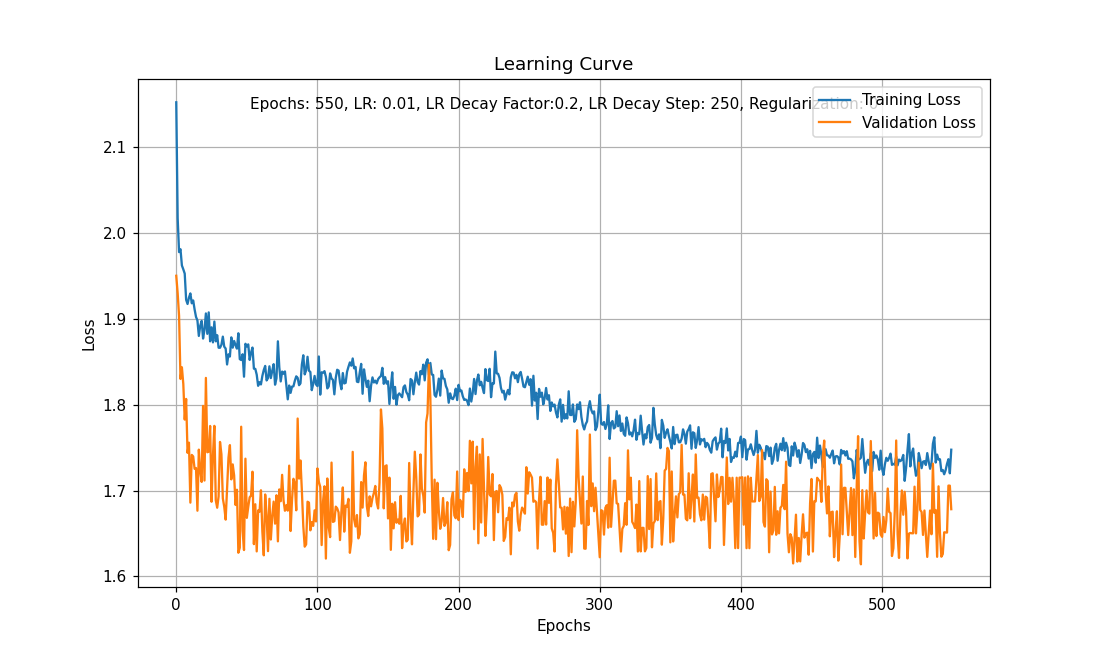 Learning Curve
Epochs: 550, LR: 0.01, LR Decay Factor:0.2, LR Decay Step: 250, Regularization: 0
Training Loss
Validation Loss
2.1
2.0
1.9
1.8
1.7
1.6
Loss
0 100 200 300 400 500
Epochs